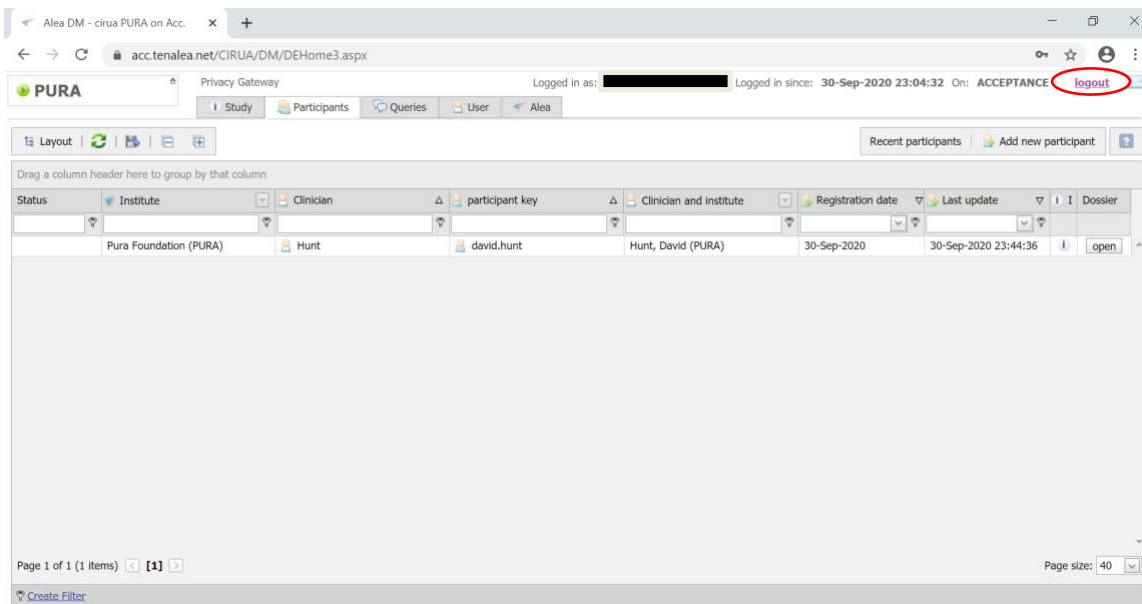 Alea DM - cirua PURA on Acc.
acc.tenalea.net/CIRUA/DM/DEHome3.aspx
PURA Privacy Gateway Logged in as: Logged in since: 30-Sep-2020 23:04:32 On: ACCEPTANCE logout
i Study Participants Queries User Alea
Layout Recent participants Add new participant ?
Drag a column header here to group by that column
Status Institute Clinician participant key Clinician and institute Registration date Last update i I Dossier
Pura Foundation (PURA) Hunt david.hunt Hunt, David (PURA) 30-Sep-2020 30-Sep-2020 23:44:36 i open
Page 1 of 1 (1 items) [1] Page size: 40
Create Filter